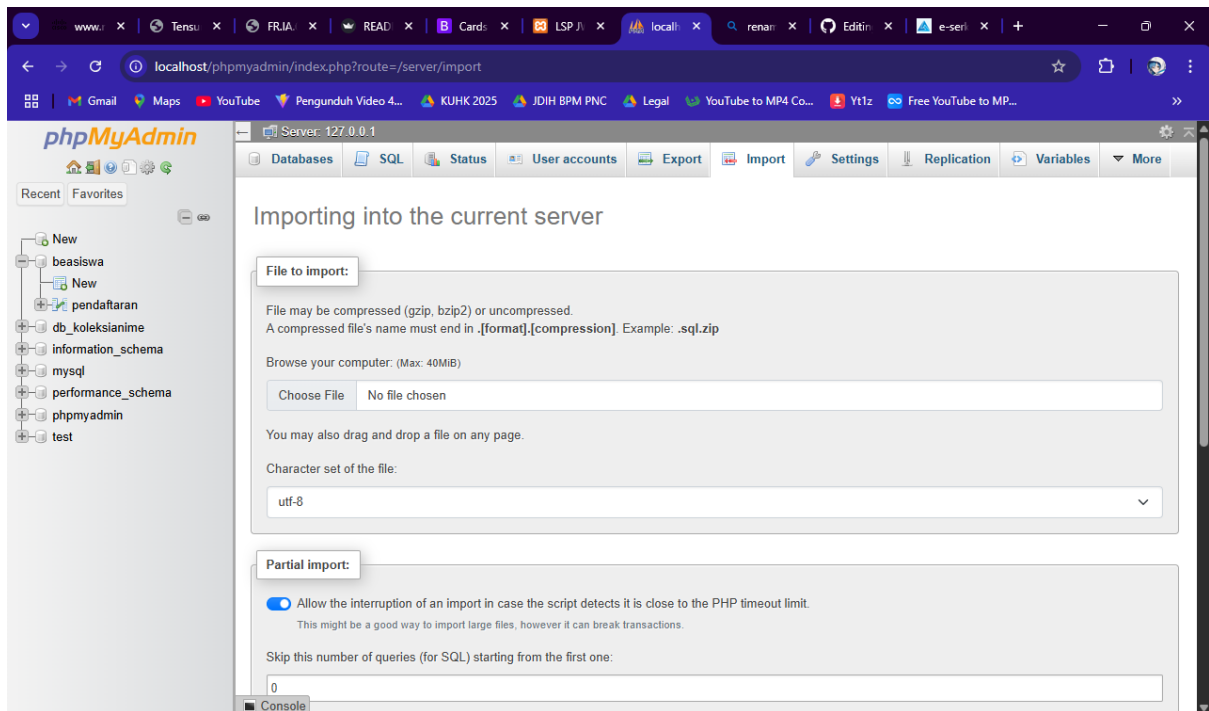 www.r
Tensu
FR.IA.
READ
B Cards
LSP JV
localh
renam
Editin
e-seri
localhost/phpmyadmin/index.php?route=/server/import
Gmail
Maps
YouTube
Pengunduh Video 4...
KUHK 2025
JDIH BPM PNC
Legal
YouTube to MP4 Co...
Yt1z
Free YouTube to MP...
phpMyAdmin
Recent Favorites
New
beasiswa
New
pendaftaran
db_koleksianime
information_schema
mysql
performance_schema
phpmyadmin
test
Server: 127.0.0.1
Databases
SQL
Status
User accounts
Export
Import
Settings
Replication
Variables
More
Importing into the current server
File to import:
File may be compressed (gzip, bzip2) or uncompressed.
A compressed file's name must end in .[format].[compression]. Example: .sql.zip
Browse your computer: (Max: 40MiB)
Choose File No file chosen
You may also drag and drop a file on any page.
Character set of the file:
utf-8
Partial import:
Allow the interruption of an import in case the script detects it is close to the PHP timeout limit.
This might be a good way to import large files, however it can break transactions.
Skip this number of queries (for SQL) starting from the first one:
0
Console